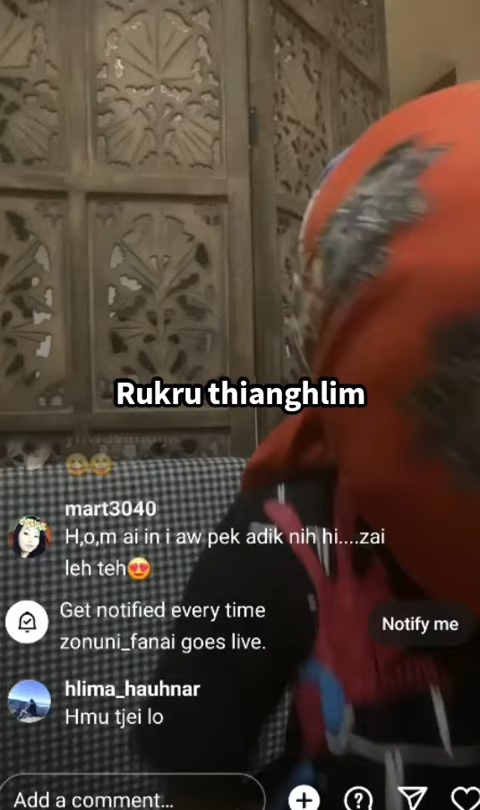 Rukru thianghlim
mart3040
H,o,m ai in i aw pek adik nih hi....zai
leh teh😍
Get notified every time
zonuni_fanai goes live.
Notify me
hlima_hauhnar
Hmu tjei lo
Add a comment...